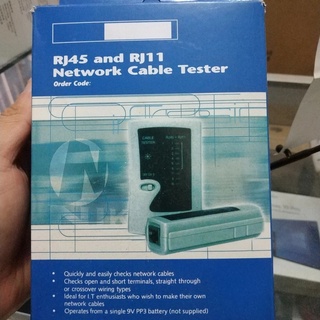 RJ45 and RJ11
Network Cable Tester
Order Code:
CABLE
TESTER
• Quickly and easily checks network cables
• Checks open and short terminals, straight through
or crossover wiring types
• Ideal for I.T enthusiasts who wish to make their own
network cables
• Operates from a single 9V PP3 battery (not supplied)